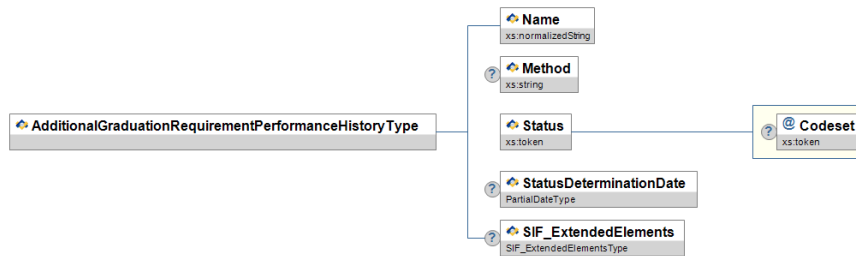 Name
xs:normalizedString
? Method
xs:string
AdditionalGraduationRequirementPerformanceHistoryType
Status
xs:token
? @ Codeset
xs:token
? StatusDeterminationDate
PartialDateType
? SIF_ExtendedElements
SIF_ExtendedElementsType